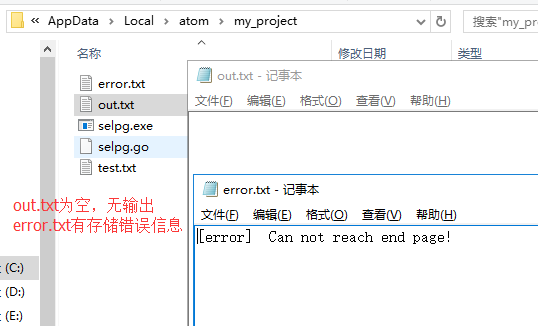 « AppData › Local › atom › my_project
搜索"my_pro
名称
修改日期
类型
error.txt
out.txt
selpg.exe
selpg.go
test.txt
out.txt - 记事本
文件(F) 编辑(E) 格式(O) 查看(V) 帮助(H)
error.txt - 记事本
文件(F) 编辑(E) 格式(O) 查看(V) 帮助(H)
[error] Can not reach end page!
out.txt为空，无输出
error.txt有存储错误信息
(C:)
(D:)
(E:)